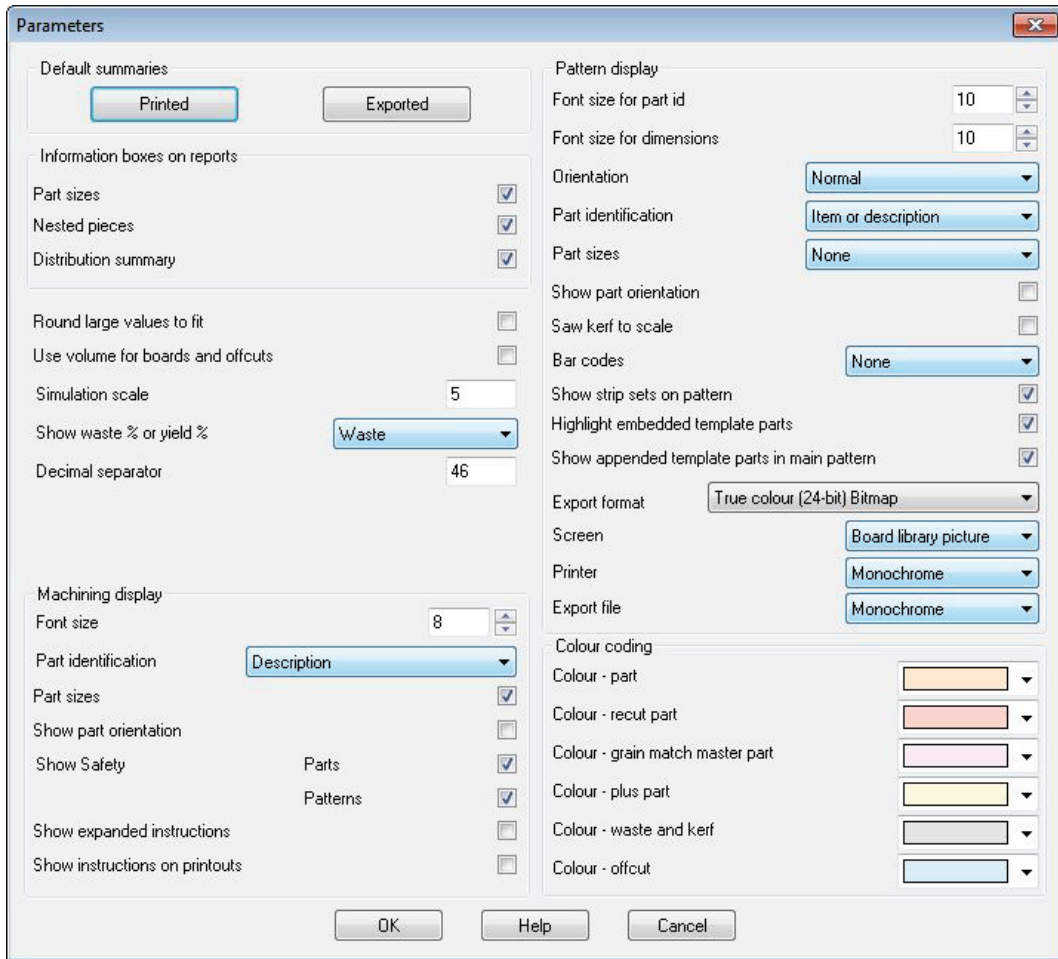 Parameters
Default summaries
Printed Exported
Information boxes on reports
Part sizes
Nested pieces
Distribution summary
Round large values to fit
Use volume for boards and offcuts
Simulation scale 5
Show waste % or yield % Waste
Decimal separator 46
Machining display
Font size 8
Part identification Description
Part sizes
Show part orientation
Show Safety Parts
Patterns
Show expanded instructions
Show instructions on printouts
Pattern display
Font size for part id 10
Font size for dimensions 10
Orientation Normal
Part identification Item or description
Part sizes None
Show part orientation
Saw kerf to scale
Bar codes None
Show strip sets on pattern
Highlight embedded template parts
Show appended template parts in main pattern
Export format True colour (24-bit) Bitmap
Screen Board library picture
Printer Monochrome
Export file Monochrome
Colour coding
Colour - part
Colour - recut part
Colour - grain match master part
Colour - plus part
Colour - waste and kerf
Colour - offcut
OK Help Cancel